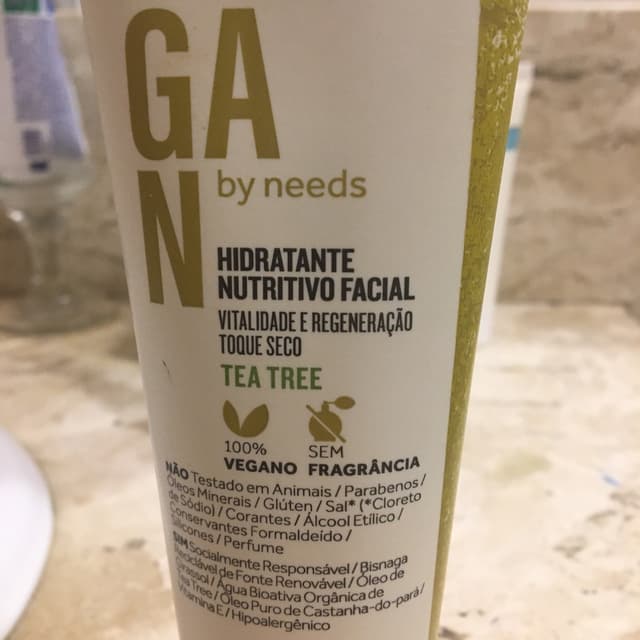 GA
N
by needs
HIDRATANTE
NUTRITIVO FACIAL
VITALIDADE E REGENERAÇÃO
TOQUE SECO
TEA TREE
100%
VEGANO
SEM
FRAGRÂNCIA
NÃO Testado em Animais / Parabenos /
Óleos Minerais / Glúten / Sal* (*Cloreto
de Sódio) / Corantes / Álcool Etílico /
Conservantes Formaldeído /
Silicones / Perfume
SIM Socialmente Responsável / Bisnaga
Reciclável de Fonte Renovável / Óleo de
Girassol / Água Bioativa Orgânica de
Tea Tree / Óleo Puro de Castanha-do-pará /
Vitamina E / Hipoalergênico